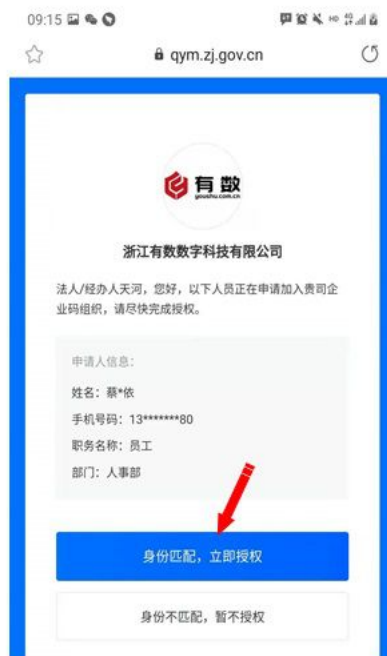 09:15
HD 4G
qym.zj.gov.cn
有数
youshu.com.cn
浙江有数数字科技有限公司
法人/经办人天河，您好，以下人员正在申请加入贵司企
业码组织，请尽快完成授权。
申请人信息：
姓名：蔡*依
手机号码：13*******80
职务名称：员工
部门：人事部
身份匹配，立即授权
身份不匹配，暂不授权